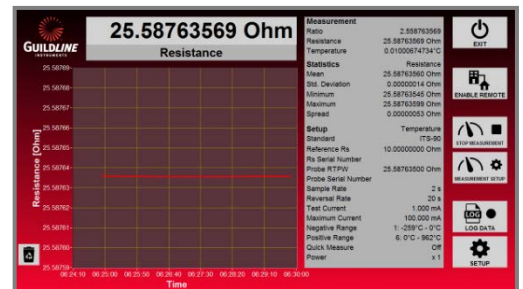 GUILDLINE
INSTRUMENTS
25.58763569 Ohm
Resistance
25.58769
25.58768
25.58767
25.58766
25.58765
25.58764
25.58763
25.58762
25.58761
25.58760
25.58759
Resistance [Ohm]
06:24:10 06:25:00 06:25:50 06:26:40 06:27:30 06:28:20 06:29:10 06:30:00
Time
Measurement
Ratio 2.558763569
Resistance 25.58763569 Ohm
Temperature 0.01000674734°C
Statistics Resistance
Mean 25.58763560 Ohm
Std. Deviation 0.00000014 Ohm
Minimum 25.58763545 Ohm
Maximum 25.58763599 Ohm
Spread 0.00000053 Ohm
Setup Temperature
Standard ITS-90
Reference Rs 10.00000000 Ohm
Rs Serial Number
Probe RTPW 25.58763500 Ohm
Probe Serial Number
Sample Rate 2 s
Reversal Rate 20 s
Test Current 1.000 mA
Maximum Current 100.000 mA
Negative Range 1: -259°C - 0°C
Positive Range 6: 0°C - 962°C
Quick Measure Off
Power x 1
EXIT
ENABLE REMOTE
STOP MEASUREMENT
MEASUREMENT SETUP
LOG
LOG DATA
SETUP